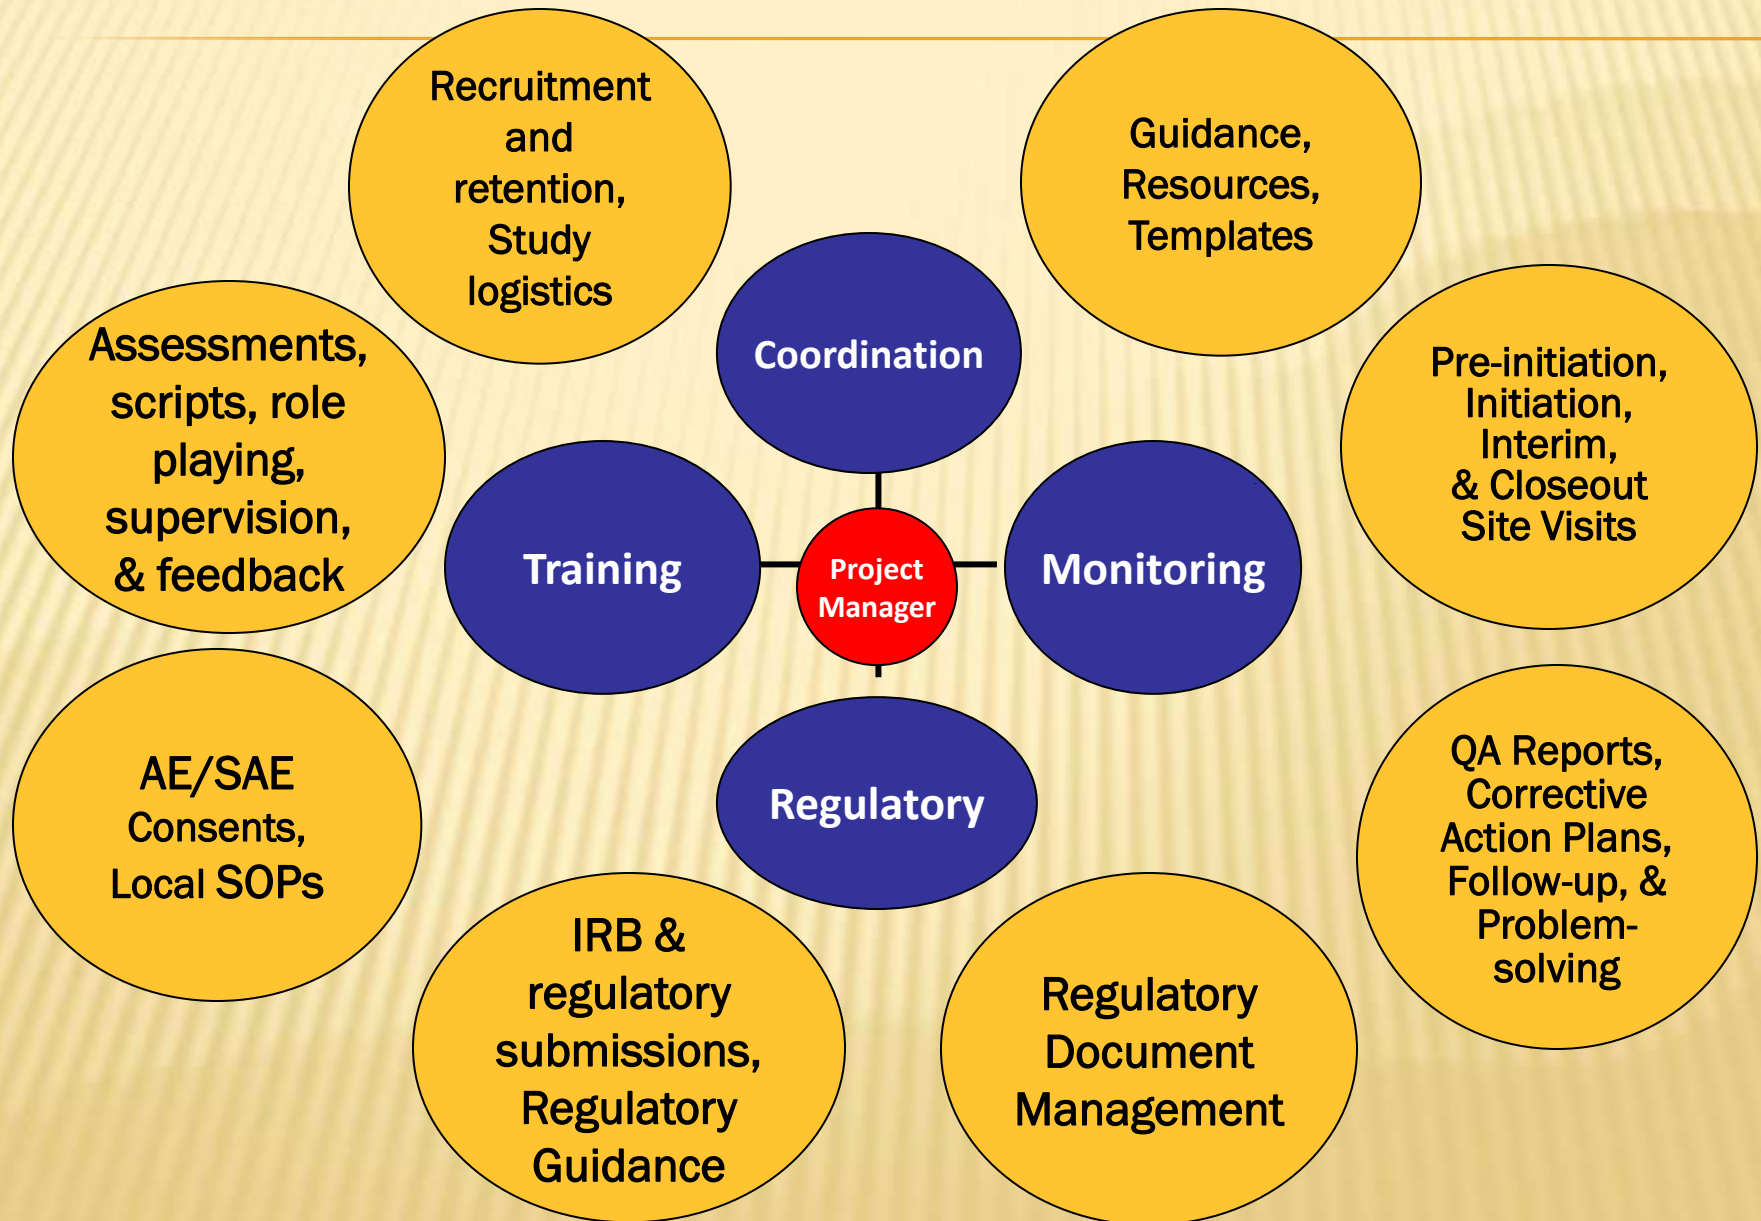 Recruitment
and
retention,
Study
logistics
Guidance,
Resources,
Templates
Coordination
Assessments,
scripts, role
playing,
supervision,
& feedback
Pre-initiation,
Initiation,
Interim,
& Closeout
Site Visits
Training
Project
Manager
Monitoring
AE/SAE
Consents,
Local SOPs
Regulatory
QA Reports,
Corrective
Action Plans,
Follow-up, &
Problem-
solving
IRB &
regulatory
submissions,
Regulatory
Guidance
Regulatory
Document
Management